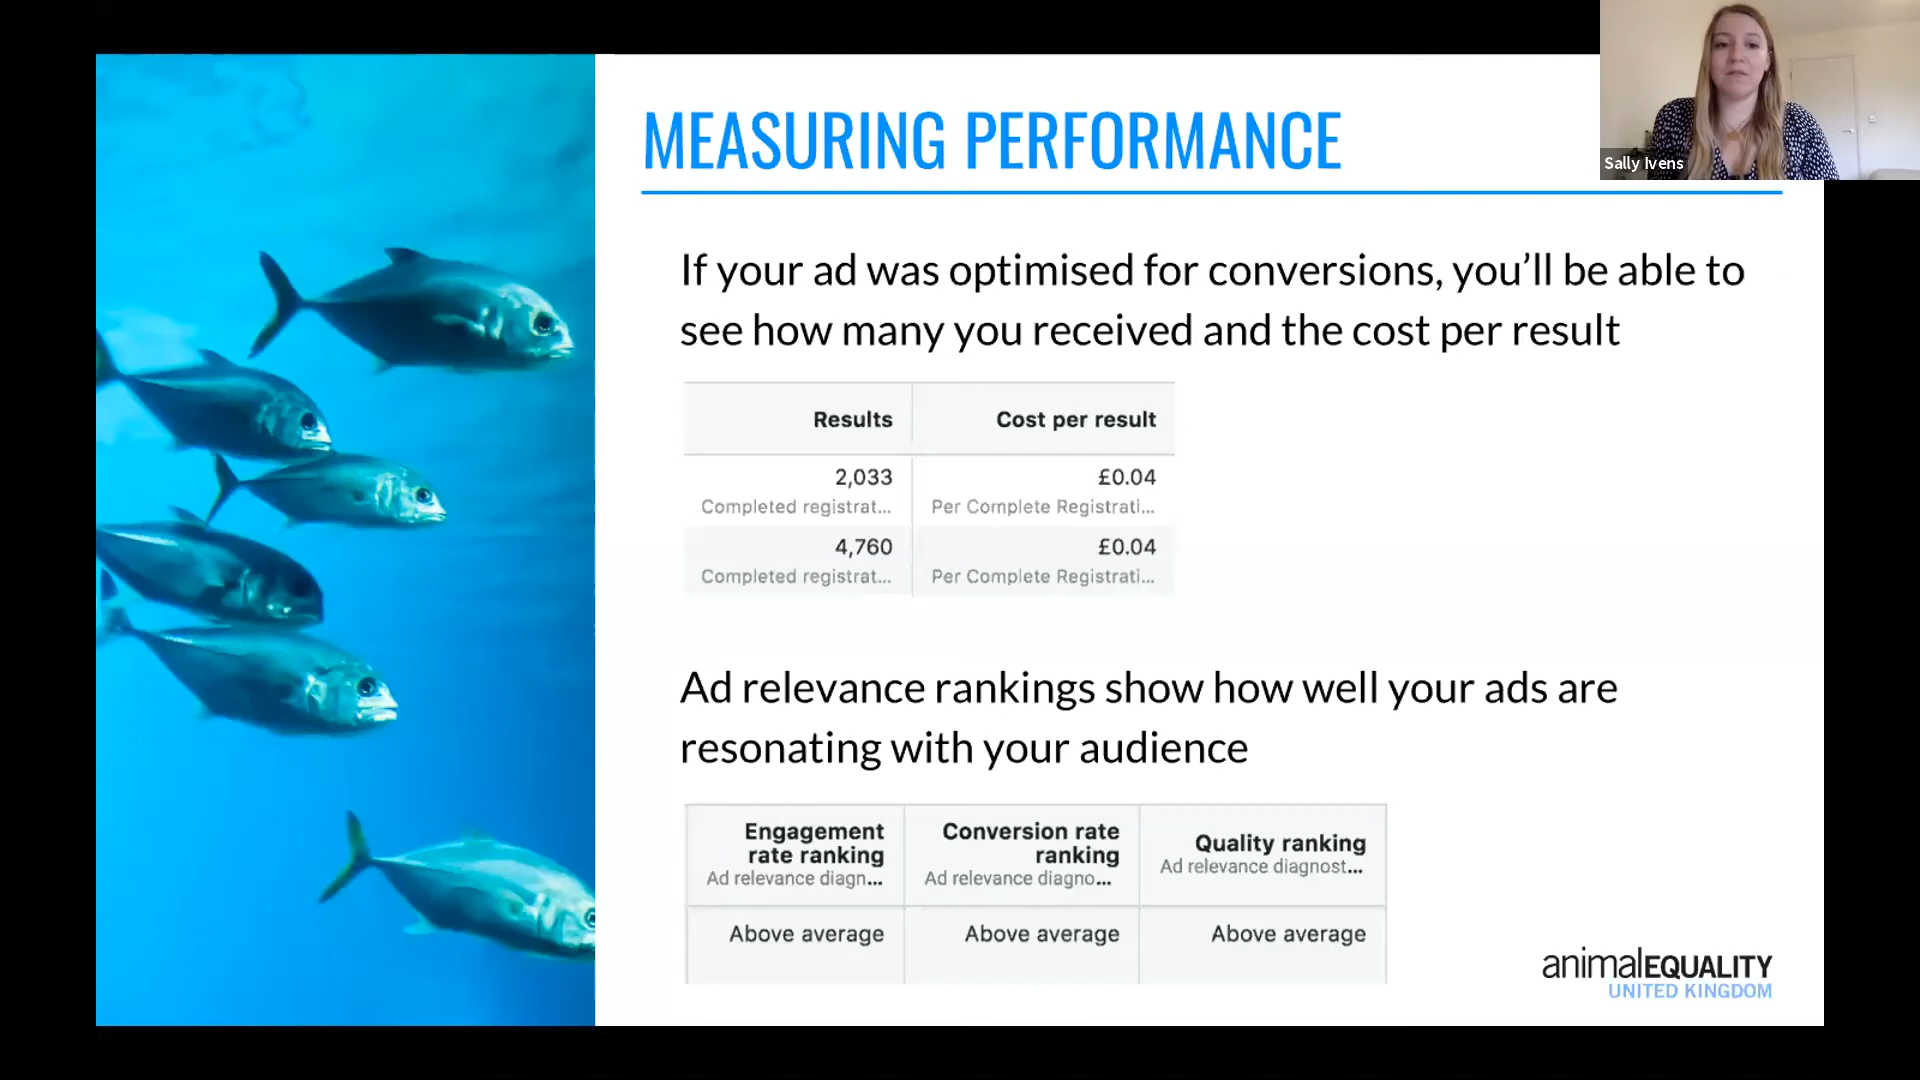 MEASURING PERFORMANCE
Sally Ivens
If your ad was optimised for conversions, you’ll be able to
see how many you received and the cost per result
Results Cost per result
2,033 £0.04
Completed registrat... Per Complete Registrati...
4,760 £0.04
Completed registrat... Per Complete Registrati...
Ad relevance rankings show how well your ads are
resonating with your audience
Engagement rate ranking Conversion rate ranking Quality ranking
Ad relevance diagn... Ad relevance diagno... Ad relevance diagnost...
Above average Above average Above average
animalEQUALITY
UNITED KINGDOM